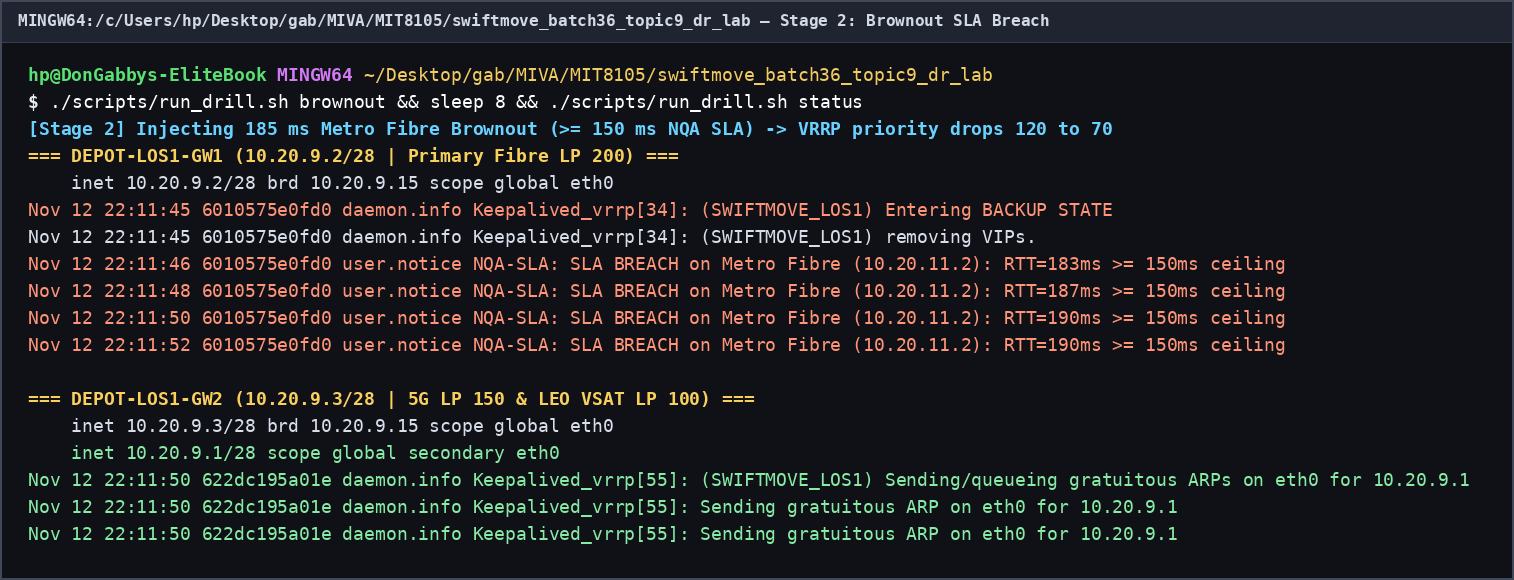 MINGW64:/c/Users/hp/Desktop/gab/MIVA/MIT8105/swiftmove_batch36_topic9_dr_lab — Stage 2: Brownout SLA Breach
hp@DonGabbys-EliteBook MINGW64 ~/Desktop/gab/MIVA/MIT8105/swiftmove_batch36_topic9_dr_lab
$ ./scripts/run_drill.sh brownout && sleep 8 && ./scripts/run_drill.sh status
[Stage 2] Injecting 185 ms Metro Fibre Brownout (>= 150 ms NQA SLA) -> VRRP priority drops 120 to 70
=== DEPOT-LOS1-GW1 (10.20.9.2/28 | Primary Fibre LP 200) ===
    inet 10.20.9.2/28 brd 10.20.9.15 scope global eth0
Nov 12 22:11:45 6010575e0fd0 daemon.info Keepalived_vrrp[34]: (SWIFTMOVE_LOS1) Entering BACKUP STATE
Nov 12 22:11:45 6010575e0fd0 daemon.info Keepalived_vrrp[34]: (SWIFTMOVE_LOS1) removing VIPs.
Nov 12 22:11:46 6010575e0fd0 user.notice NQA-SLA: SLA BREACH on Metro Fibre (10.20.11.2): RTT=183ms >= 150ms ceiling
Nov 12 22:11:48 6010575e0fd0 user.notice NQA-SLA: SLA BREACH on Metro Fibre (10.20.11.2): RTT=187ms >= 150ms ceiling
Nov 12 22:11:50 6010575e0fd0 user.notice NQA-SLA: SLA BREACH on Metro Fibre (10.20.11.2): RTT=190ms >= 150ms ceiling
Nov 12 22:11:52 6010575e0fd0 user.notice NQA-SLA: SLA BREACH on Metro Fibre (10.20.11.2): RTT=190ms >= 150ms ceiling
=== DEPOT-LOS1-GW2 (10.20.9.3/28 | 5G LP 150 & LEO VSAT LP 100) ===
    inet 10.20.9.3/28 brd 10.20.9.15 scope global eth0
    inet 10.20.9.1/28 scope global secondary eth0
Nov 12 22:11:50 622dc195a01e daemon.info Keepalived_vrrp[55]: (SWIFTMOVE_LOS1) Sending/queueing gratuitous ARPs on eth0 for 10.20.9.1
Nov 12 22:11:50 622dc195a01e daemon.info Keepalived_vrrp[55]: Sending gratuitous ARP on eth0 for 10.20.9.1
Nov 12 22:11:50 622dc195a01e daemon.info Keepalived_vrrp[55]: Sending gratuitous ARP on eth0 for 10.20.9.1